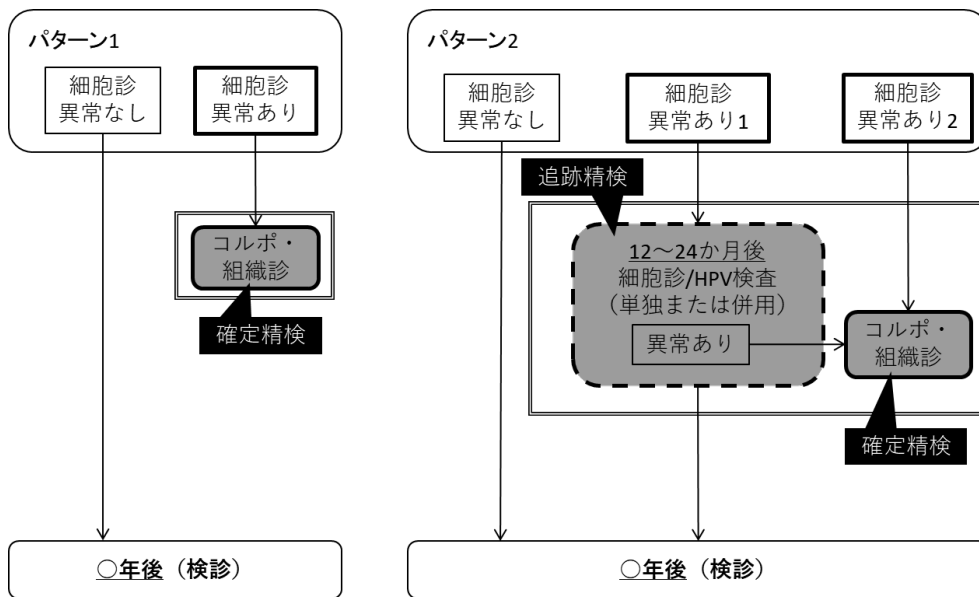 パターン1
細胞診
異常なし
細胞診
異常あり
コルポ・
組織診
確定精検
○年後（検診）
パターン2
細胞診
異常なし
細胞診
異常あり1
細胞診
異常あり2
追跡精検
12～24か月後
細胞診/HPV検査
（単独または併用）
異常あり
コルポ・
組織診
確定精検
○年後（検診）